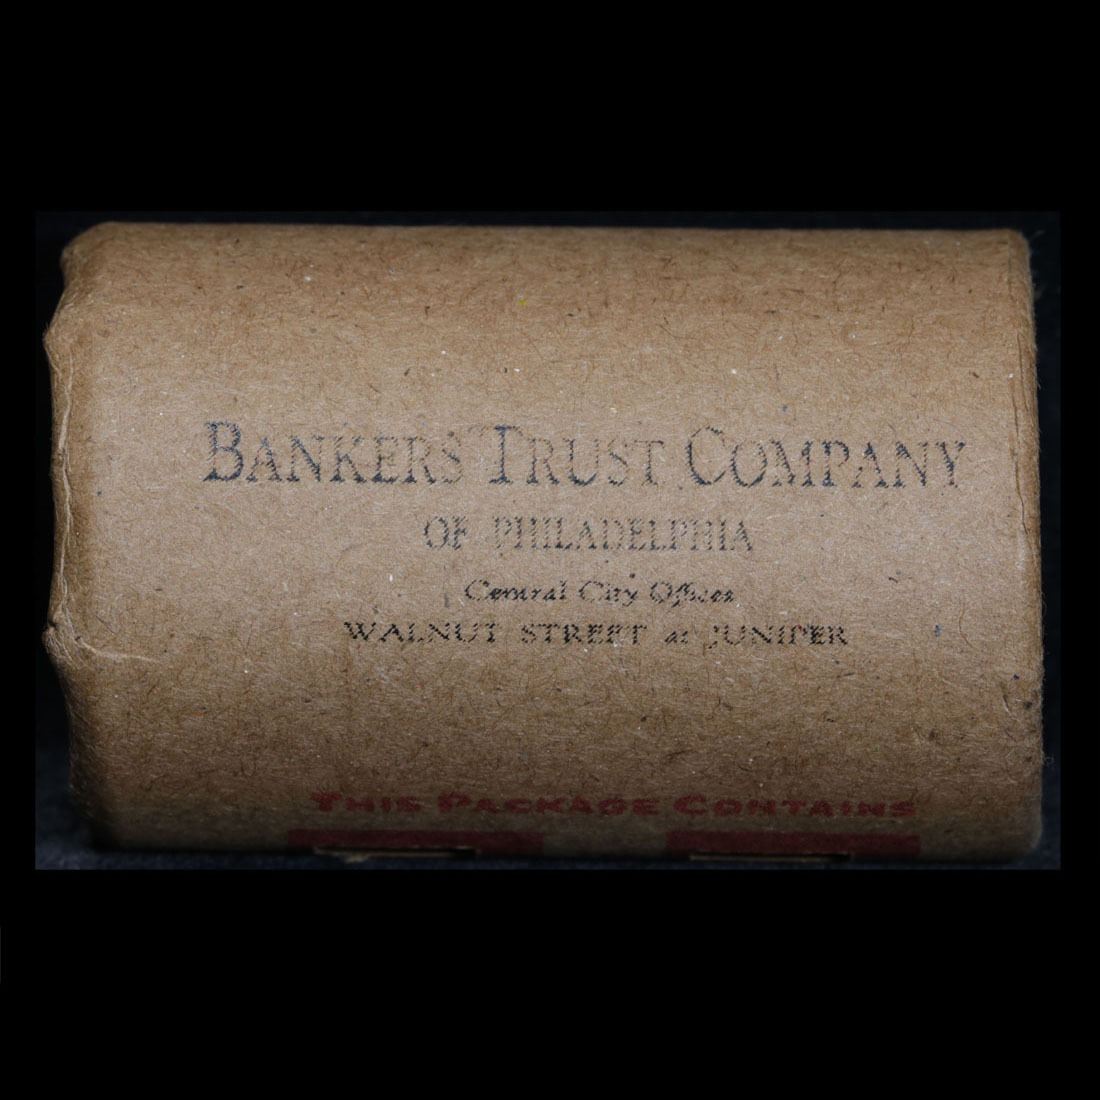 BANKERS TRUST COMPANY
OF PHILADELPHIA
Central City Offices
WALNUT STREET at JUNIPER
THIS PACKAGE CONTAINS